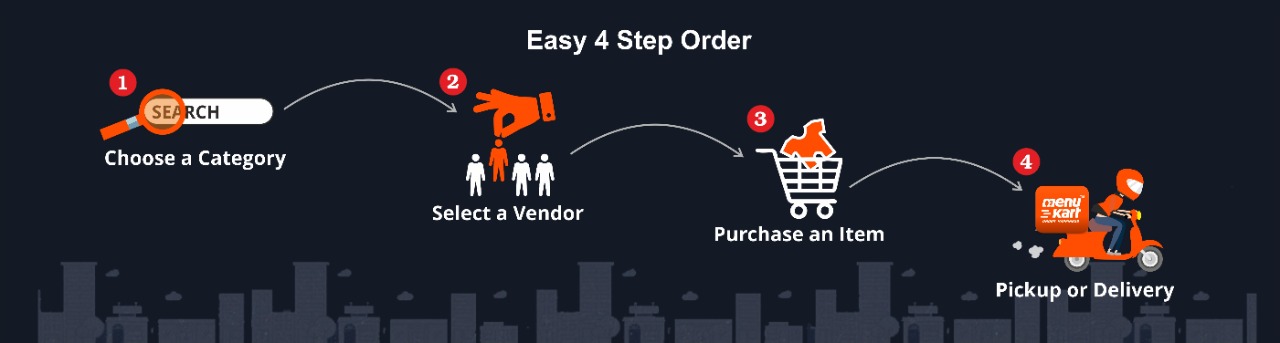 Easy 4 Step Order
1
SEARCH
Choose a Category
2
Select a Vendor
3
Purchase an Item
4
menu
kart
Pickup or Delivery